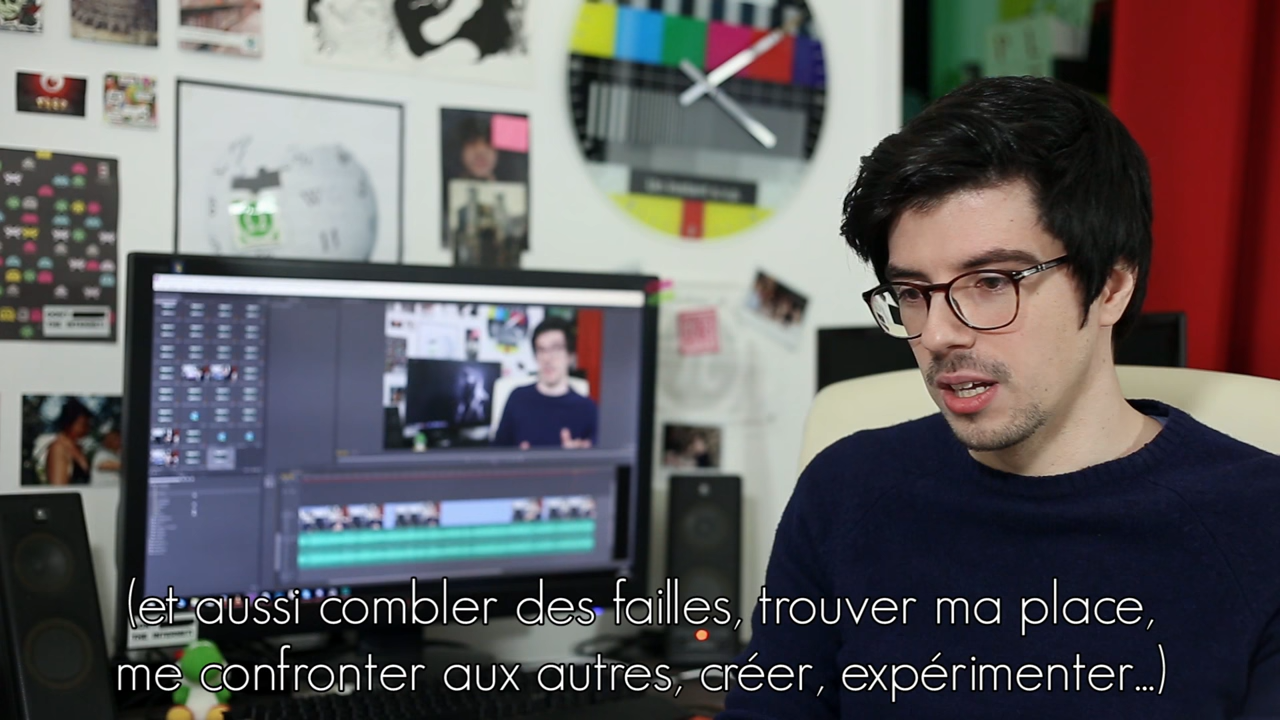 (et aussi combler des failles, trouver ma place,
me confronter aux autres, créer, expérimenter...)